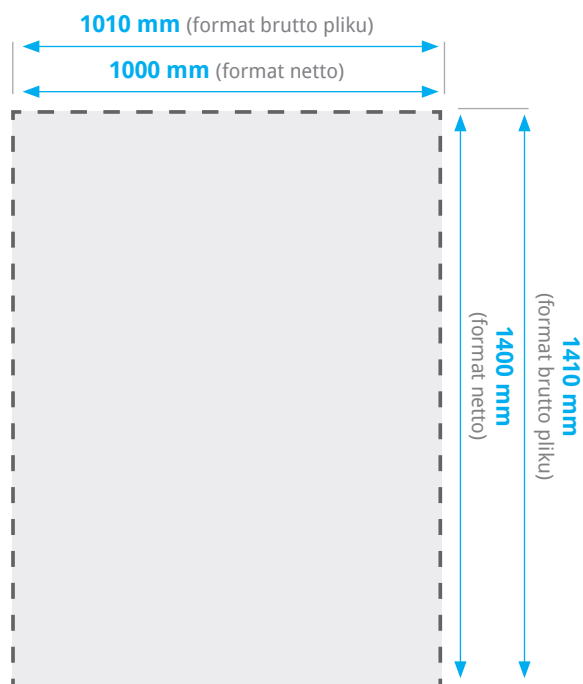 1010 mm (format brutto pliku)
1000 mm (format netto)
1400 mm
(format netto)
1410 mm
(format brutto pliku)